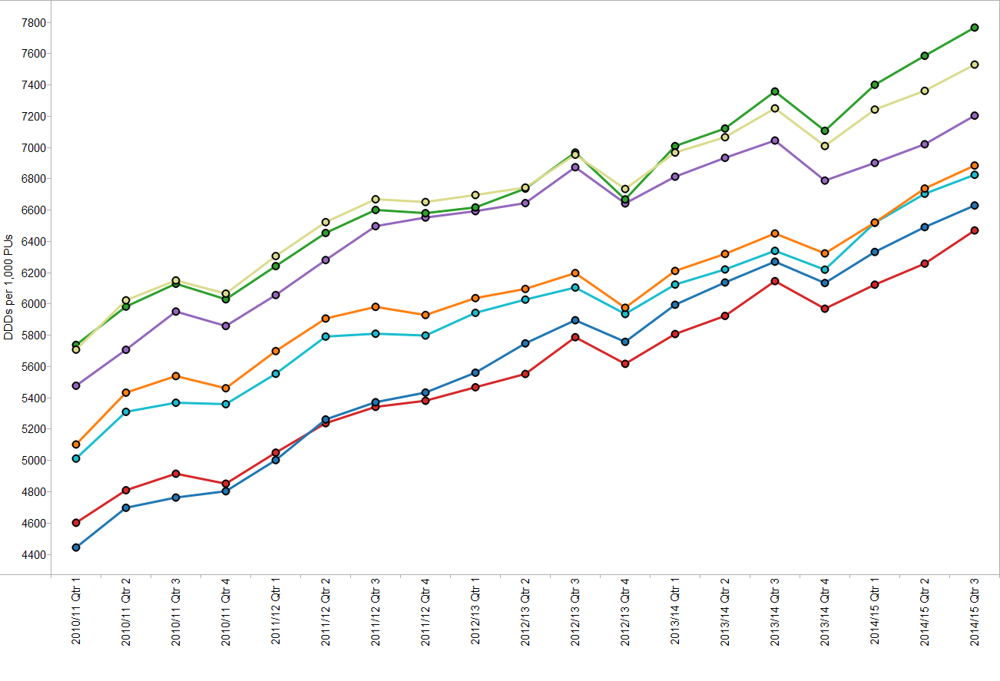 7800
7600
7400
7200
7000
6800
6600
6400
6200
6000
5800
5600
5400
5200
5000
4800
4600
4400
DDDs per 1,000 PUs
2010/11 Qtr 1
2010/11 Qtr 2
2010/11 Qtr 3
2010/11 Qtr 4
2011/12 Qtr 1
2011/12 Qtr 2
2011/12 Qtr 3
2011/12 Qtr 4
2012/13 Qtr 1
2012/13 Qtr 2
2012/13 Qtr 3
2012/13 Qtr 4
2013/14 Qtr 1
2013/14 Qtr 2
2013/14 Qtr 3
2013/14 Qtr 4
2014/15 Qtr 1
2014/15 Qtr 2
2014/15 Qtr 3